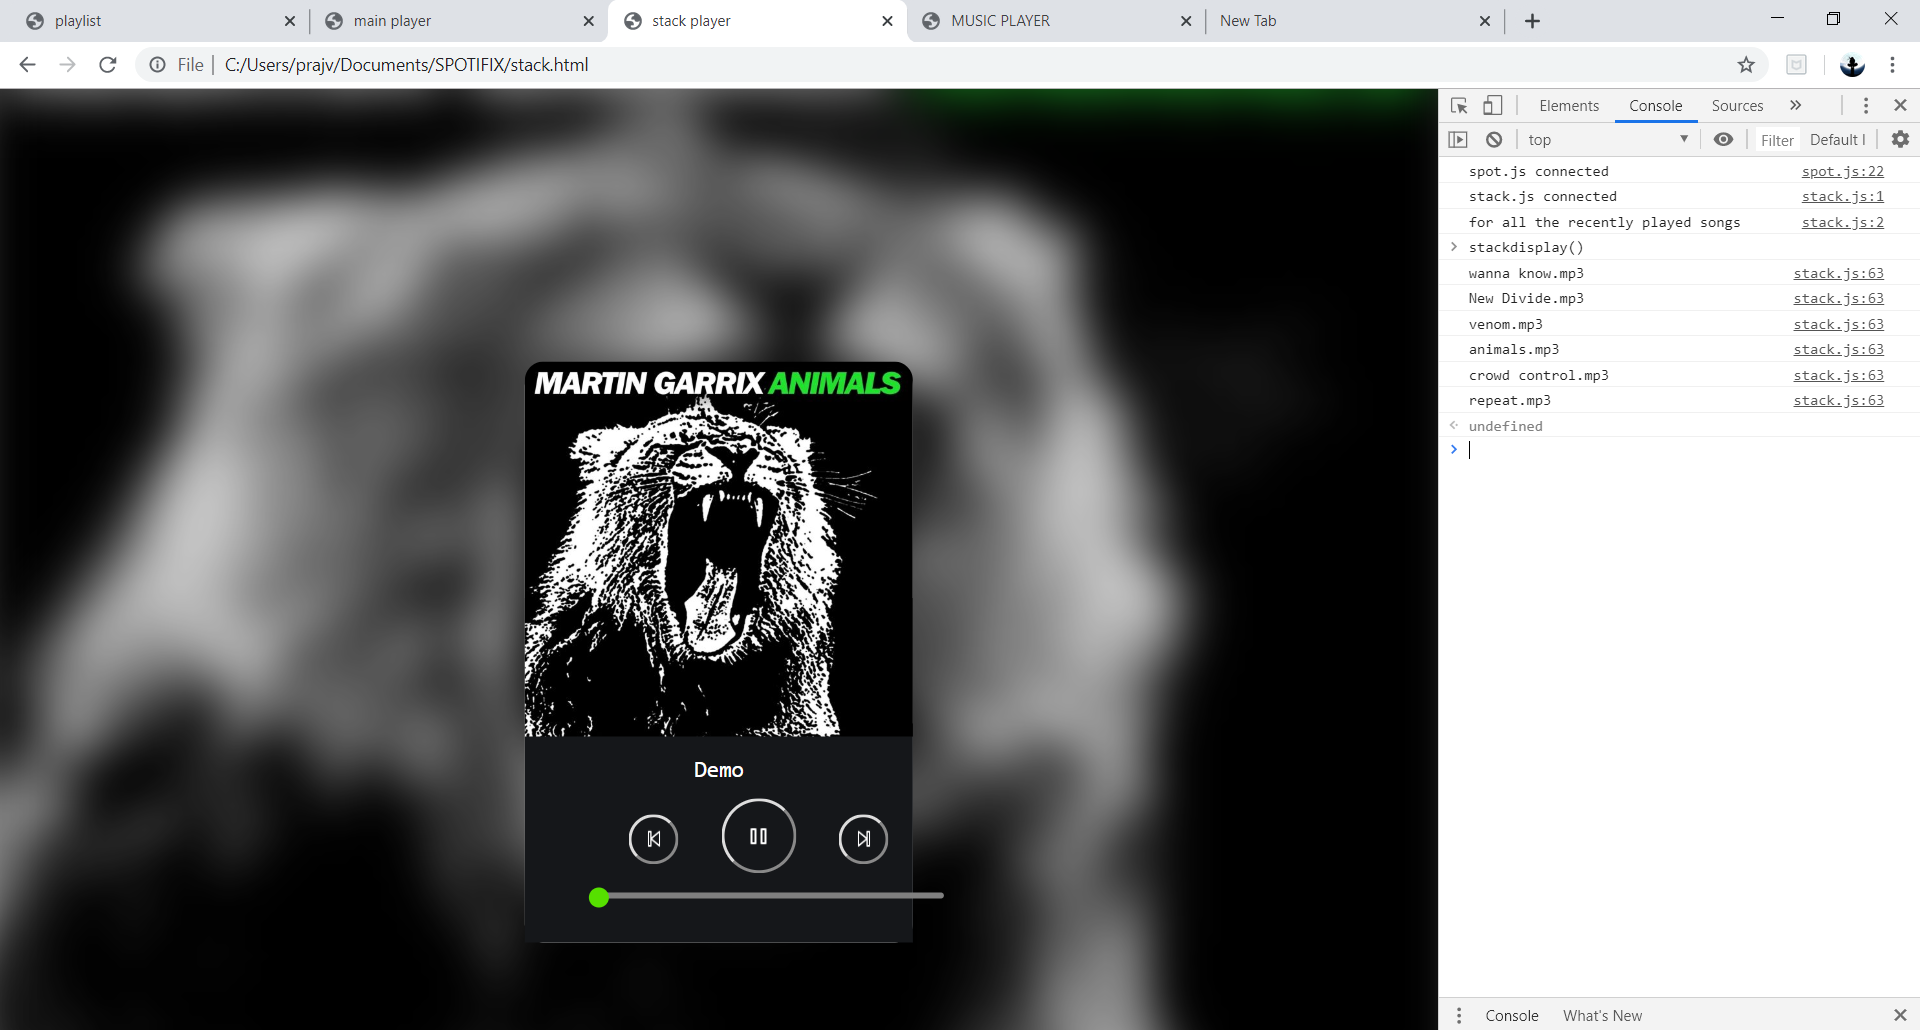 playlist
main player
stack player
MUSIC PLAYER
New Tab
File
C:/Users/prajv/Documents/SPOTIFIX/stack.html
Elements Console Sources
top
Filter
Default l
spot.js connected spot.js:22
stack.js connected stack.js:1
for all the recently played songs stack.js:2
stackdisplay()
wanna know.mp3 stack.js:63
New Divide.mp3 stack.js:63
venom.mp3 stack.js:63
animals.mp3 stack.js:63
crowd control.mp3 stack.js:63
repeat.mp3 stack.js:63
undefined
MARTIN GARRIX ANIMALS
Demo
Console What's New